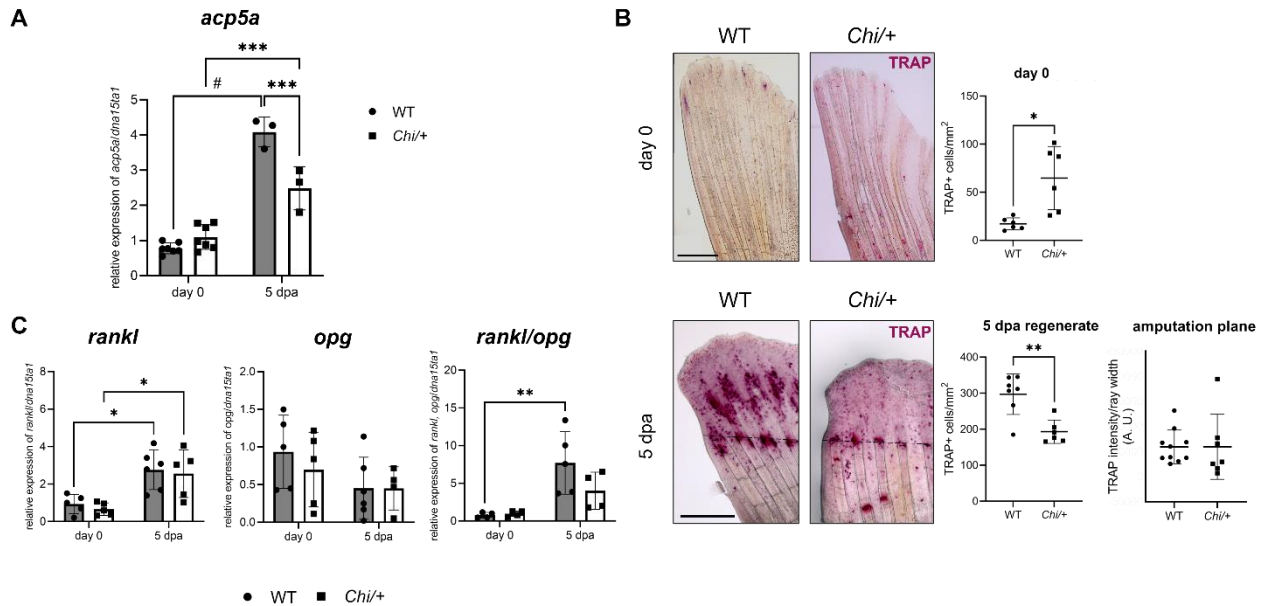 A
acp5a
***
#
***
relative expression of acp5a/dna15ta1
5
4
3
2
1
0
day 0
5 dpa
WT
Chi/+
B
WT
Chi/+
day 0
TRAP
day 0
TRAP+ cells/mm²
150
100
50
0
*
WT
Chi/+
WT
Chi/+
5 dpa
TRAP
5 dpa regenerate
TRAP+ cells/mm²
400
300
200
100
0
**
WT
Chi/+
amputation plane
TRAP intensity/ray width
(A. U.)
WT
Chi/+
C
rankl
relative expression of rankl/dna15ta1
8
6
4
2
0
*
*
day 0
5 dpa
opg
relative expression of opg/dna15ta1
2.0
1.5
1.0
0.5
0.0
day 0
5 dpa
rankl/opg
relative expression of rankl, opg/dna15ta1
20
15
10
5
0
**
day 0
5 dpa
WT
Chi/+